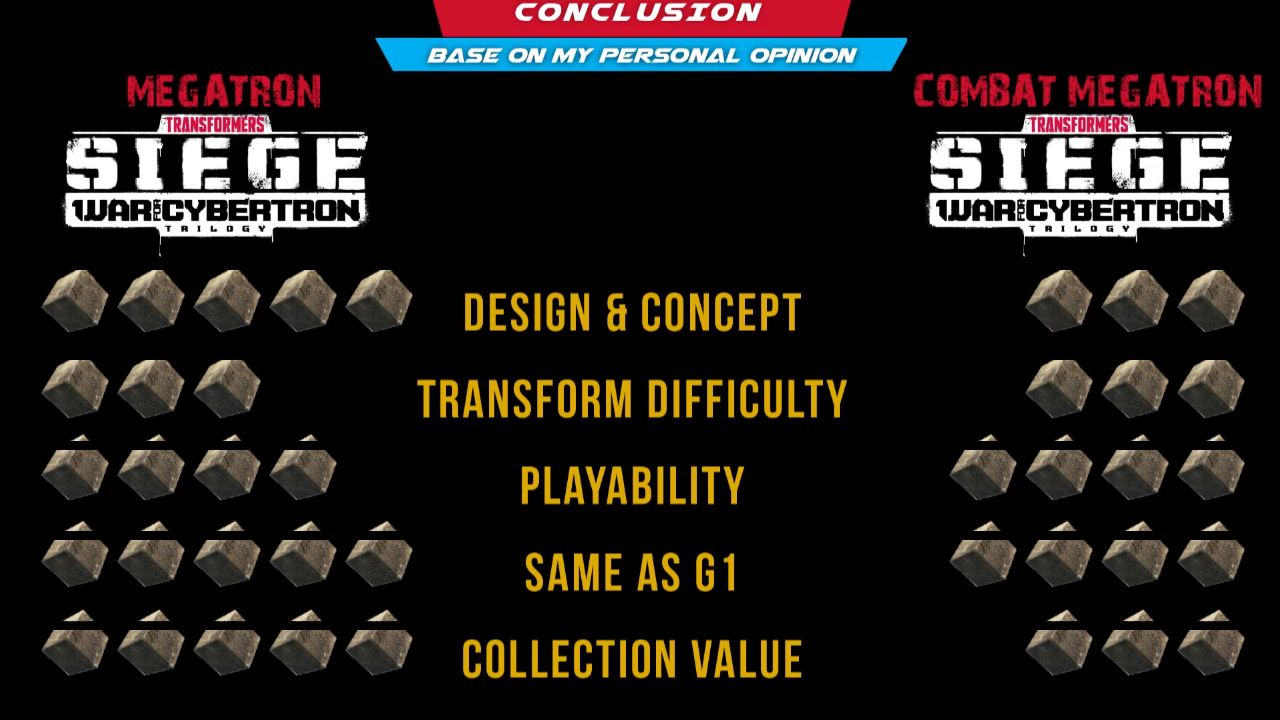 CONCLUSION
BASE ON MY PERSONAL OPINION
MEGATRON
TRANSFORMERS
SIEGE
WAR FOR CYBERTRON
TRILOGY
COMBAT MEGATRON
TRANSFORMERS
SIEGE
WAR FOR CYBERTRON
TRILOGY
DESIGN & CONCEPT
TRANSFORM DIFFICULTY
PLAYABILITY
SAME AS G1
COLLECTION VALUE